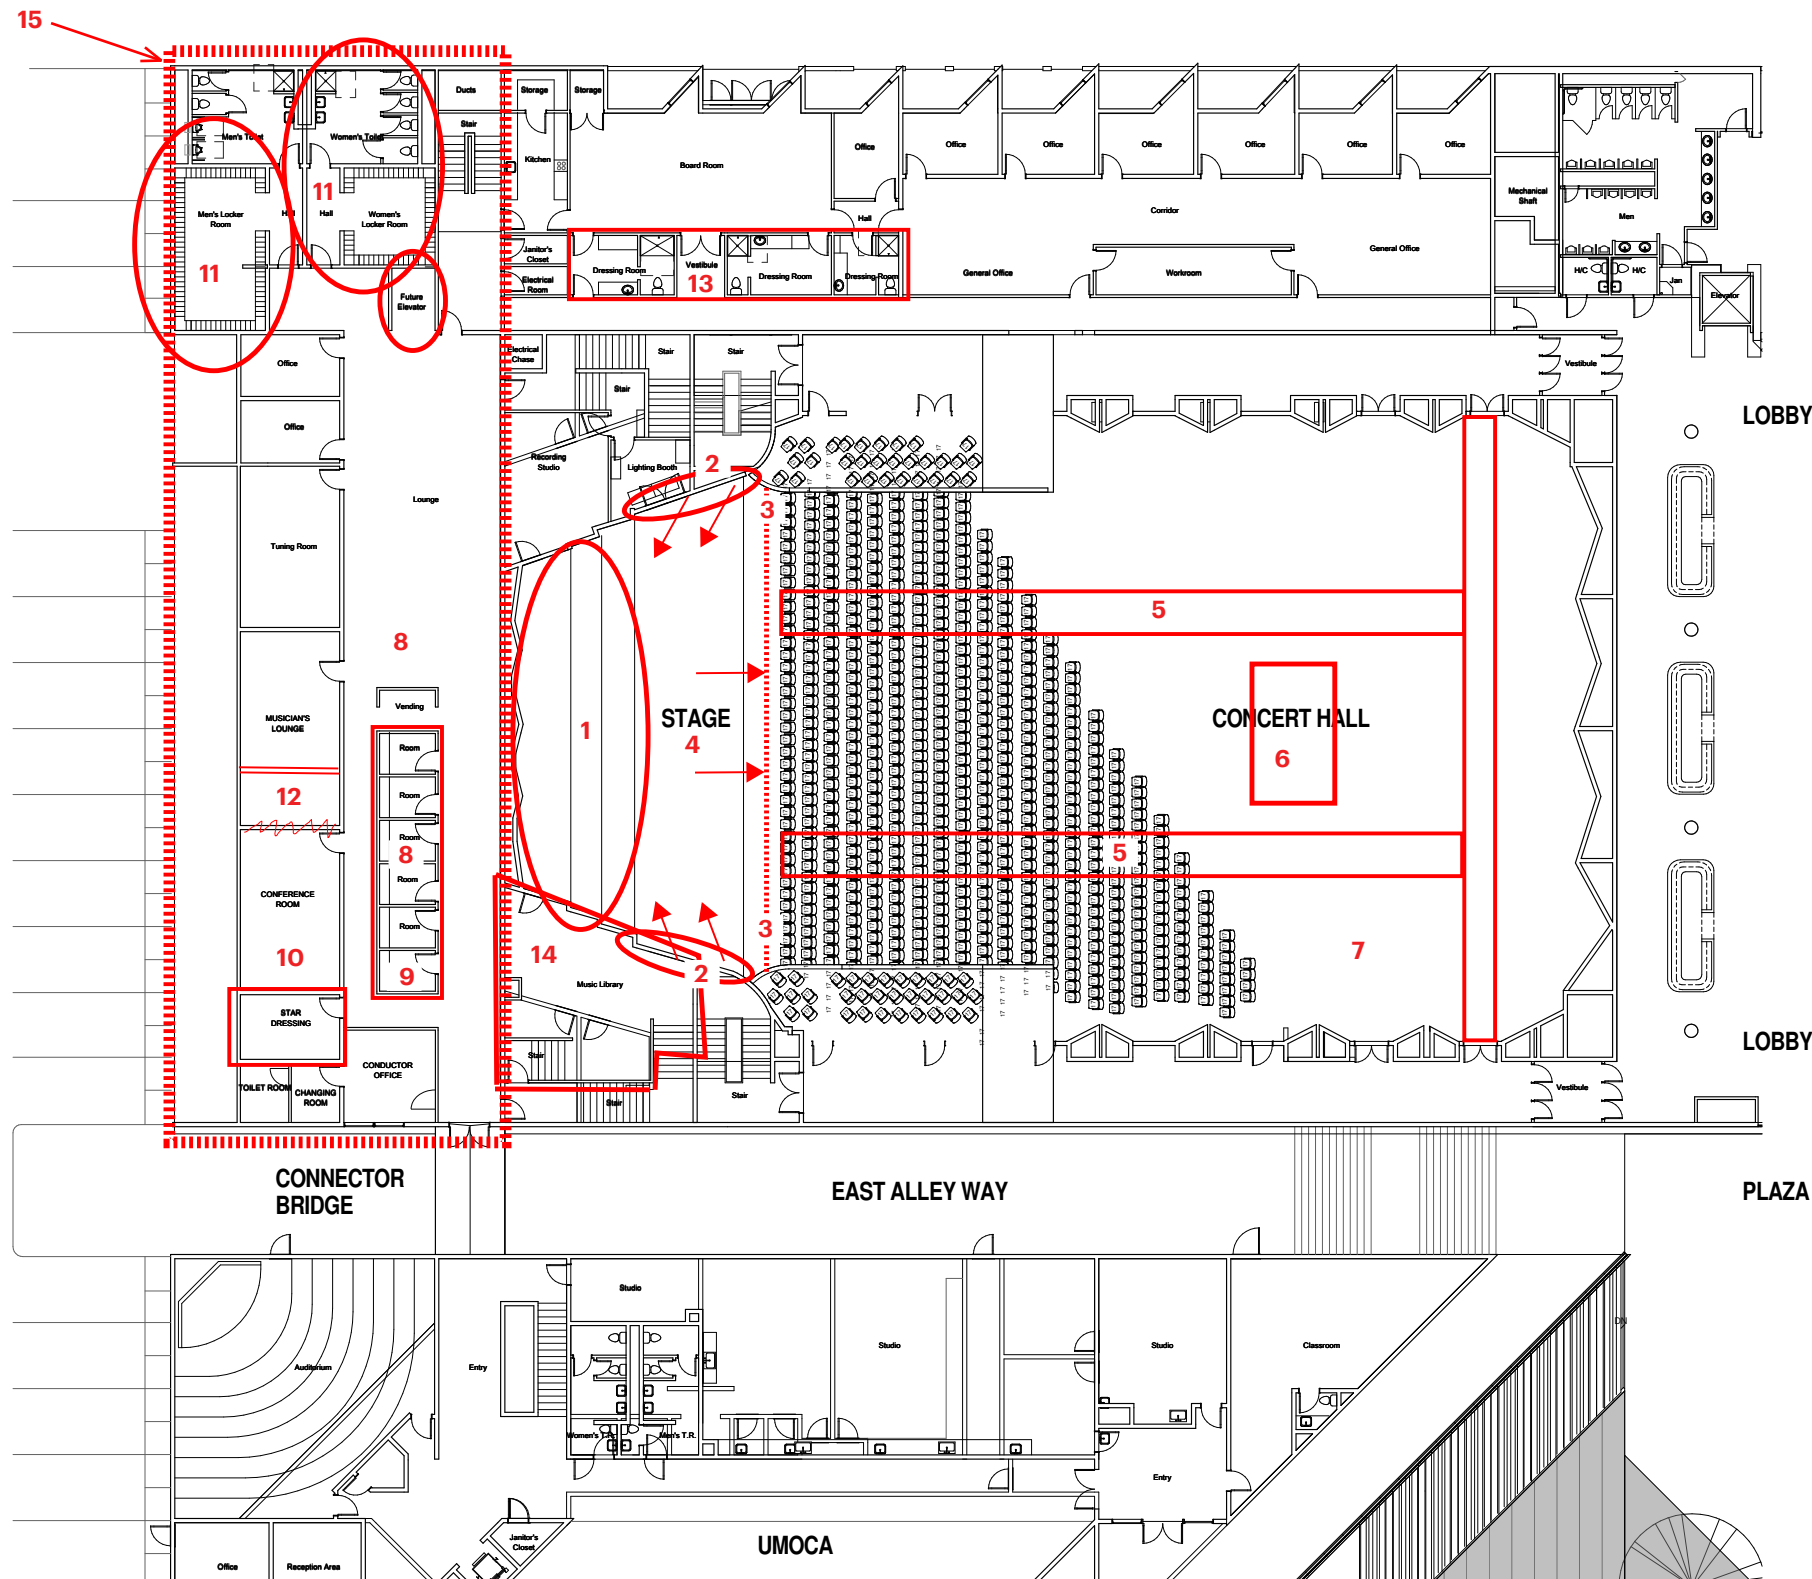 15
Ducts
Storage
Storage
Men's Toilet
Women's Toilet
Stair
Kitchen
Board Room
Office
Office
Office
Office
Office
Office
Office
Mechanical
Shaft
Men
11
11
Men's Locker
Room
Hall
Hall
Women's
Locker Room
Hall
Corridor
Janitor's
Closet
Electrical
Room
Dressing Room
Vestibule
13
Dressing Room
Dressing Room
General Office
Workroom
General Office
H/C
H/C
Jan
Elevator
Future
Elevator
Electrical
Chase
Stair
Stair
Stair
Vestibule
Office
Office
LOBBY
Recording
Studio
Lighting Booth
2
3
Lounge
Tuning Room
8
5
Vending
MUSICIAN'S
LOUNGE
1
STAGE
4
CONCERT HALL
6
Room
Room
Room
8
Room
Room
9
12
5
CONFERENCE
ROOM
10
14
3
7
Music Library
2
STAR
DRESSING
LOBBY
CONDUCTOR
OFFICE
TOILET ROOM
CHANGING
ROOM
Stair
Stair
Stair
Vestibule
CONNECTOR
BRIDGE
EAST ALLEY WAY
PLAZA
Studio
Auditorium
Entry
Studio
Studio
Classroom
DN
Women's T.R.
Men's T.R.
Entry
Janitor's
Closet
UMOCA
Office
Reception Area